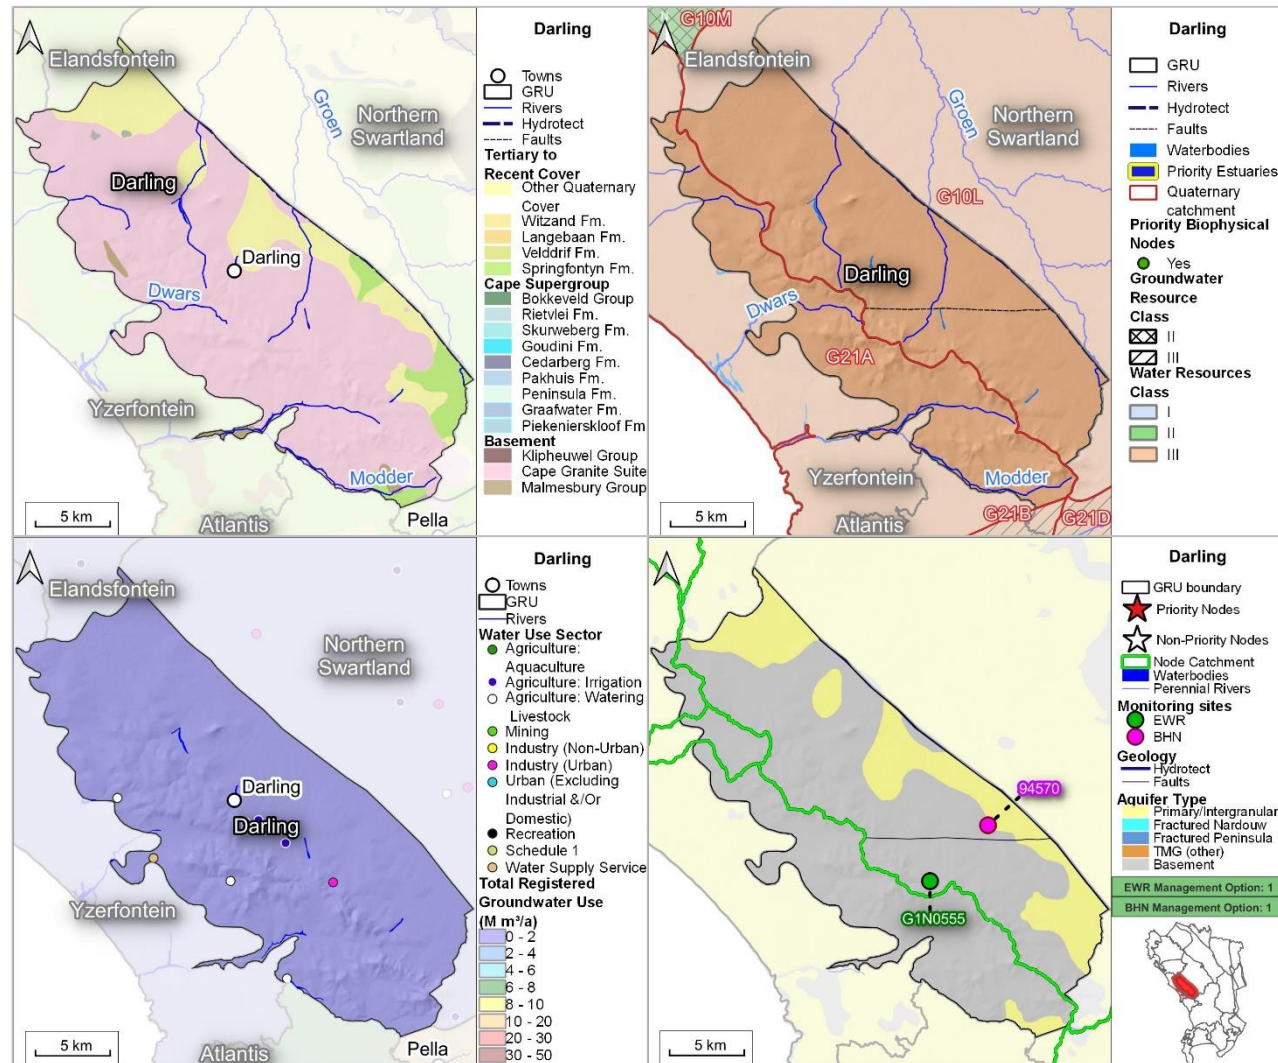 Elandsfontein
Northern
Swartland
Groen
Darling
Darling
Dwars
Yzerfontein
Modder
Atlantis
Pella
5 km
Darling
Towns
GRU
Rivers
Hydrotect
Faults
Tertiary to
Recent Cover
Other Quaternary
Cover
Witzand Fm.
Langebaan Fm.
Velddrif Fm.
Springfontyn Fm.
Cape Supergroup
Bokkeveld Group
Rietvlei Fm.
Skurweberg Fm.
Goudini Fm.
Cedarberg Fm.
Pakhuis Fm.
Peninsula Fm.
Graafwater Fm.
Piekenierskloof Fm
Basement
Klipheuwel Group
Cape Granite Suite
Malmesbury Group
G10M
Elandsfontein
Northern
Swartland
Groen
G10L
Darling
Dwars
G21A
Yzerfontein
Modder
G21B
G21D
Atlantis
5 km
Darling
GRU
Rivers
Hydrotect
Faults
Waterbodies
Priority Estuaries
Quaternary
catchment
Priority Biophysical
Nodes
Yes
Groundwater
Resource
Class
II
III
Water Resources
Class
I
II
III
Elandsfontein
Northern
Swartland
Darling
Darling
Yzerfontein
Atlantis
Pella
5 km
Darling
Towns
GRU
Rivers
Water Use Sector
Agriculture:
Aquaculture
Agriculture: Irrigation
Agriculture: Watering
Livestock
Mining
Industry (Non-Urban)
Industry (Urban)
Urban (Excluding
Industrial &/Or
Domestic)
Recreation
Schedule 1
Water Supply Service
Total Registered
Groundwater Use
(M m³/a)
0 - 2
2 - 4
4 - 6
6 - 8
8 - 10
10 - 20
20 - 30
30 - 50
94570
G1N0555
5 km
Darling
GRU boundary
Priority Nodes
Non-Priority Nodes
Node Catchment
Waterbodies
Perennial Rivers
Monitoring sites
EWR
BHN
Geology
Hydrotect
Faults
Aquifer Type
Primary/Intergranular
Fractured Nardouw
Fractured Peninsula
TMG (other)
Basement
EWR Management Option: 1
BHN Management Option: 1